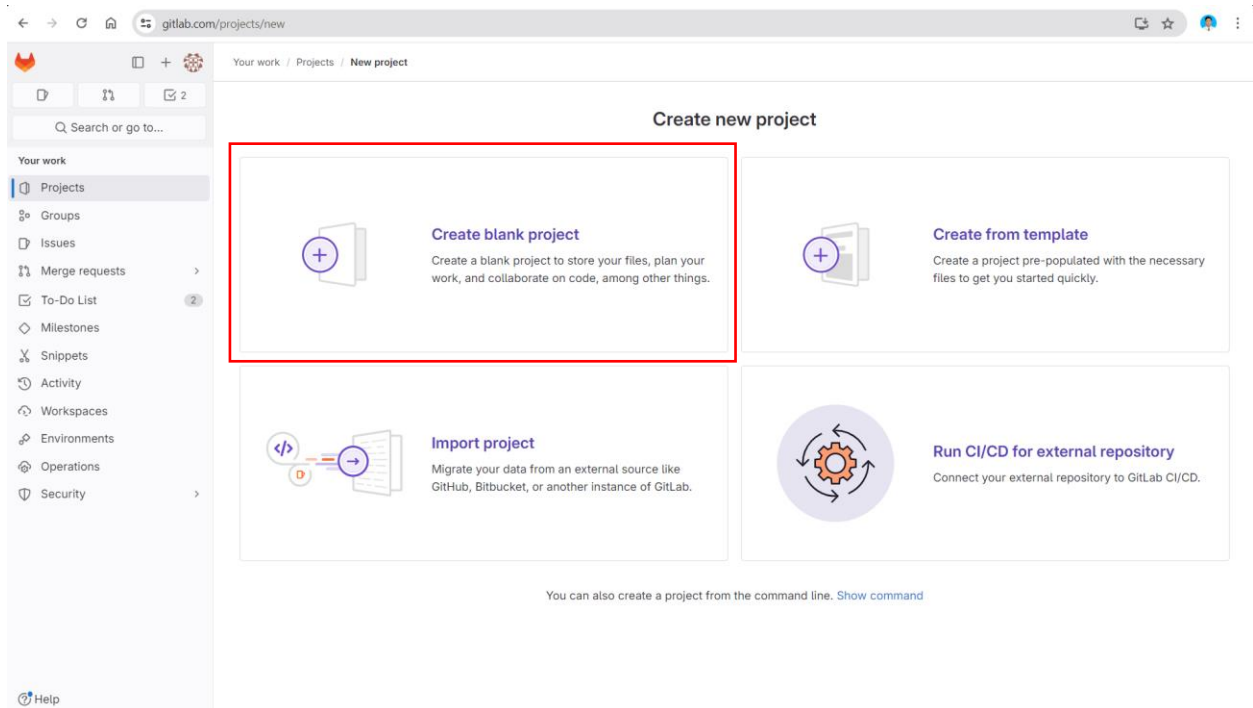 gitlab.com/projects/new
Your work / Projects / New project
2
Search or go to...
Your work
Projects
Groups
Issues
Merge requests
To-Do List 2
Milestones
Snippets
Activity
Workspaces
Environments
Operations
Security
Help
Create new project
Create blank project
Create a blank project to store your files, plan your
work, and collaborate on code, among other things.
Create from template
Create a project pre-populated with the necessary
files to get you started quickly.
Import project
Migrate your data from an external source like
GitHub, Bitbucket, or another instance of GitLab.
Run CI/CD for external repository
Connect your external repository to GitLab CI/CD.
You can also create a project from the command line. Show command